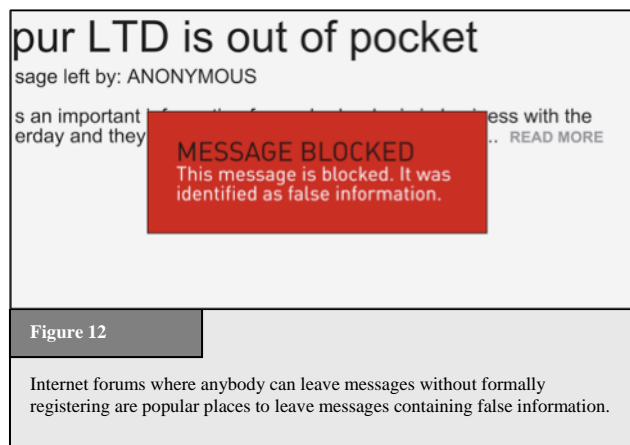 pur LTD is out of pocket
sage left by: ANONYMOUS
s an important ess with the
erday and they .. READ MORE
MESSAGE BLOCKED
This message is blocked. It was
identified as false information.
Figure 12
Internet forums where anybody can leave messages without formally
registering are popular places to leave messages containing false information.